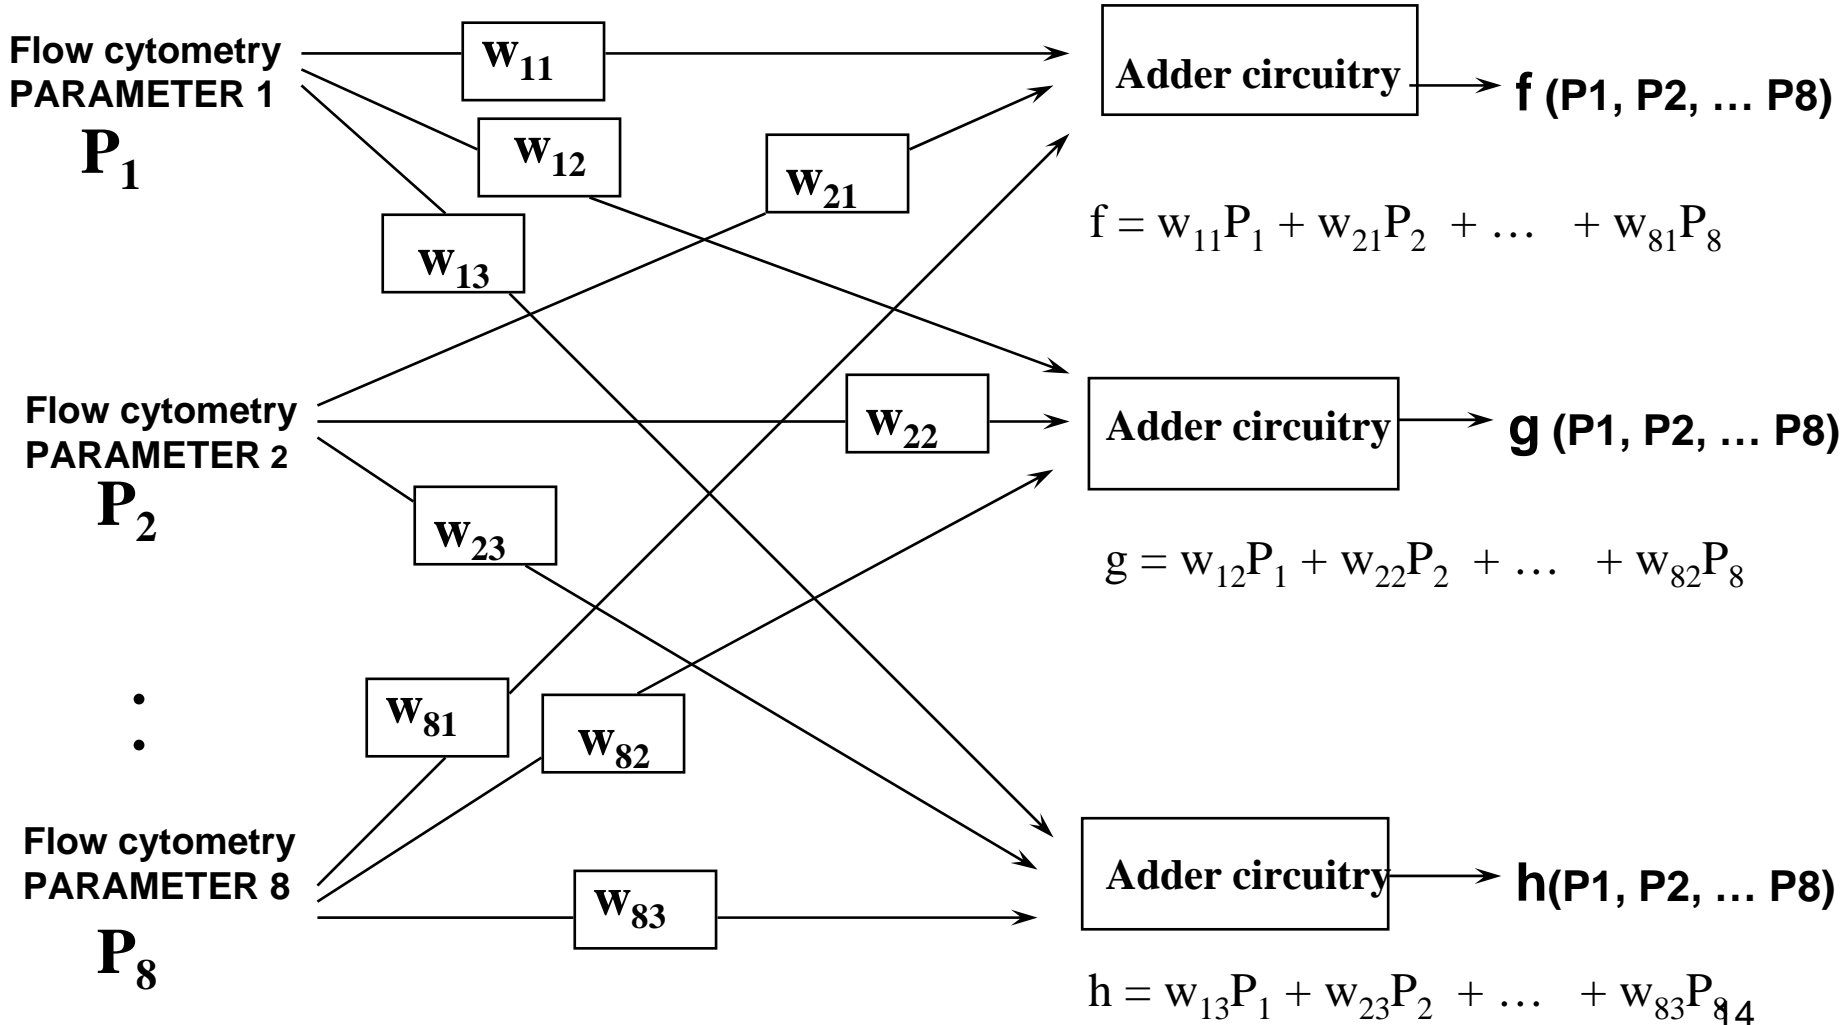 Flow cytometry
PARAMETER 1
P₁
w₁₁
w₁₂
w₁₃
w₂₁
Adder circuitry
f (P1, P2, … P8)
f = w₁₁P₁ + w₂₁P₂ + … + w₈₁P₈
Flow cytometry
PARAMETER 2
P₂
w₂₂
w₂₃
Adder circuitry
g (P1, P2, … P8)
g = w₁₂P₁ + w₂₂P₂ + … + w₈₂P₈
:
Flow cytometry
PARAMETER 8
P₈
w₈₁
w₈₂
w₈₃
Adder circuitry
h(P1, P2, … P8)
h = w₁₃P₁ + w₂₃P₂ + … + w₈₃P₈
14